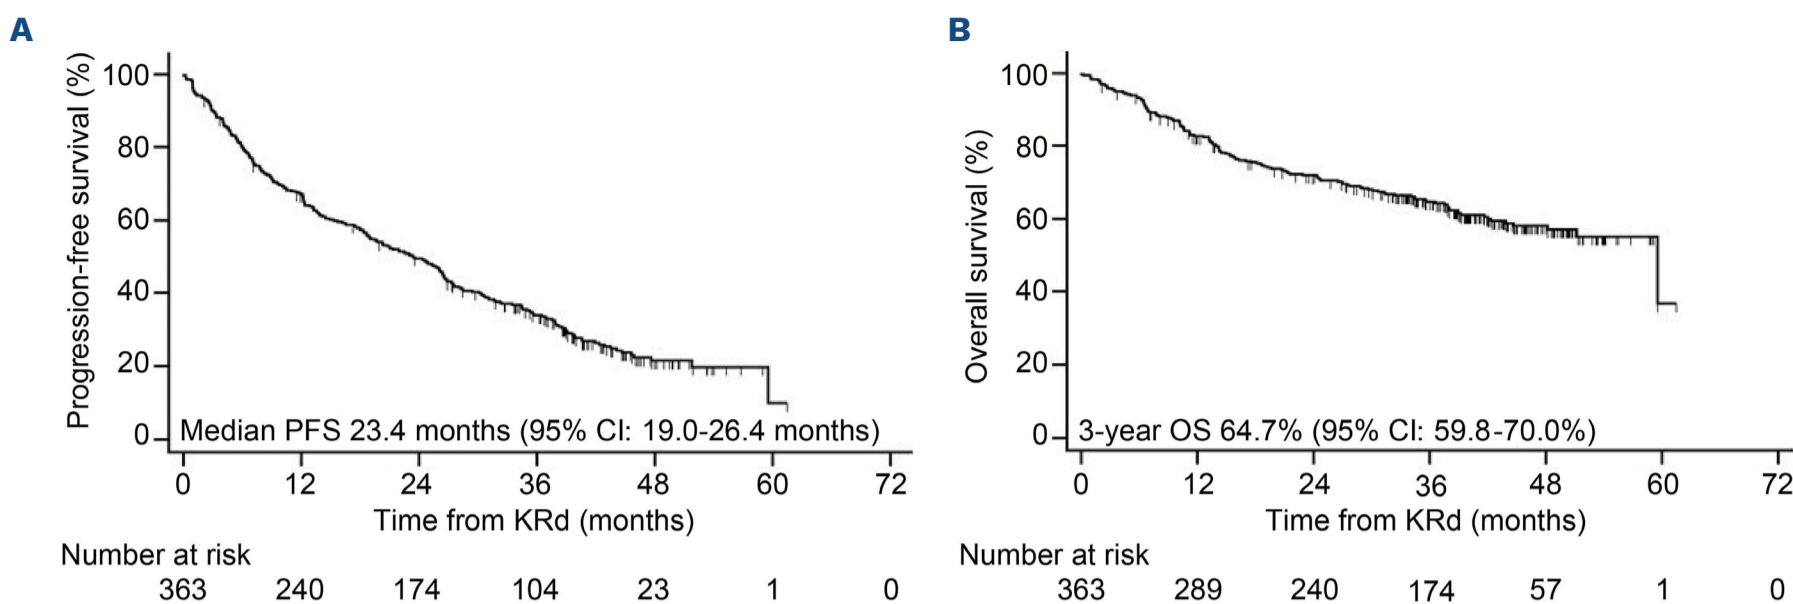 A
Progression-free survival (%)
100
80
60
40
20
0
Median PFS 23.4 months (95% CI: 19.0-26.4 months)
0 12 24 36 48 60 72
Time from KRd (months)
Number at risk
363 240 174 104 23 1 0
B
Overall survival (%)
100
80
60
40
20
0
3-year OS 64.7% (95% CI: 59.8-70.0%)
0 12 24 36 48 60 72
Time from KRd (months)
Number at risk
363 289 240 174 57 1 0